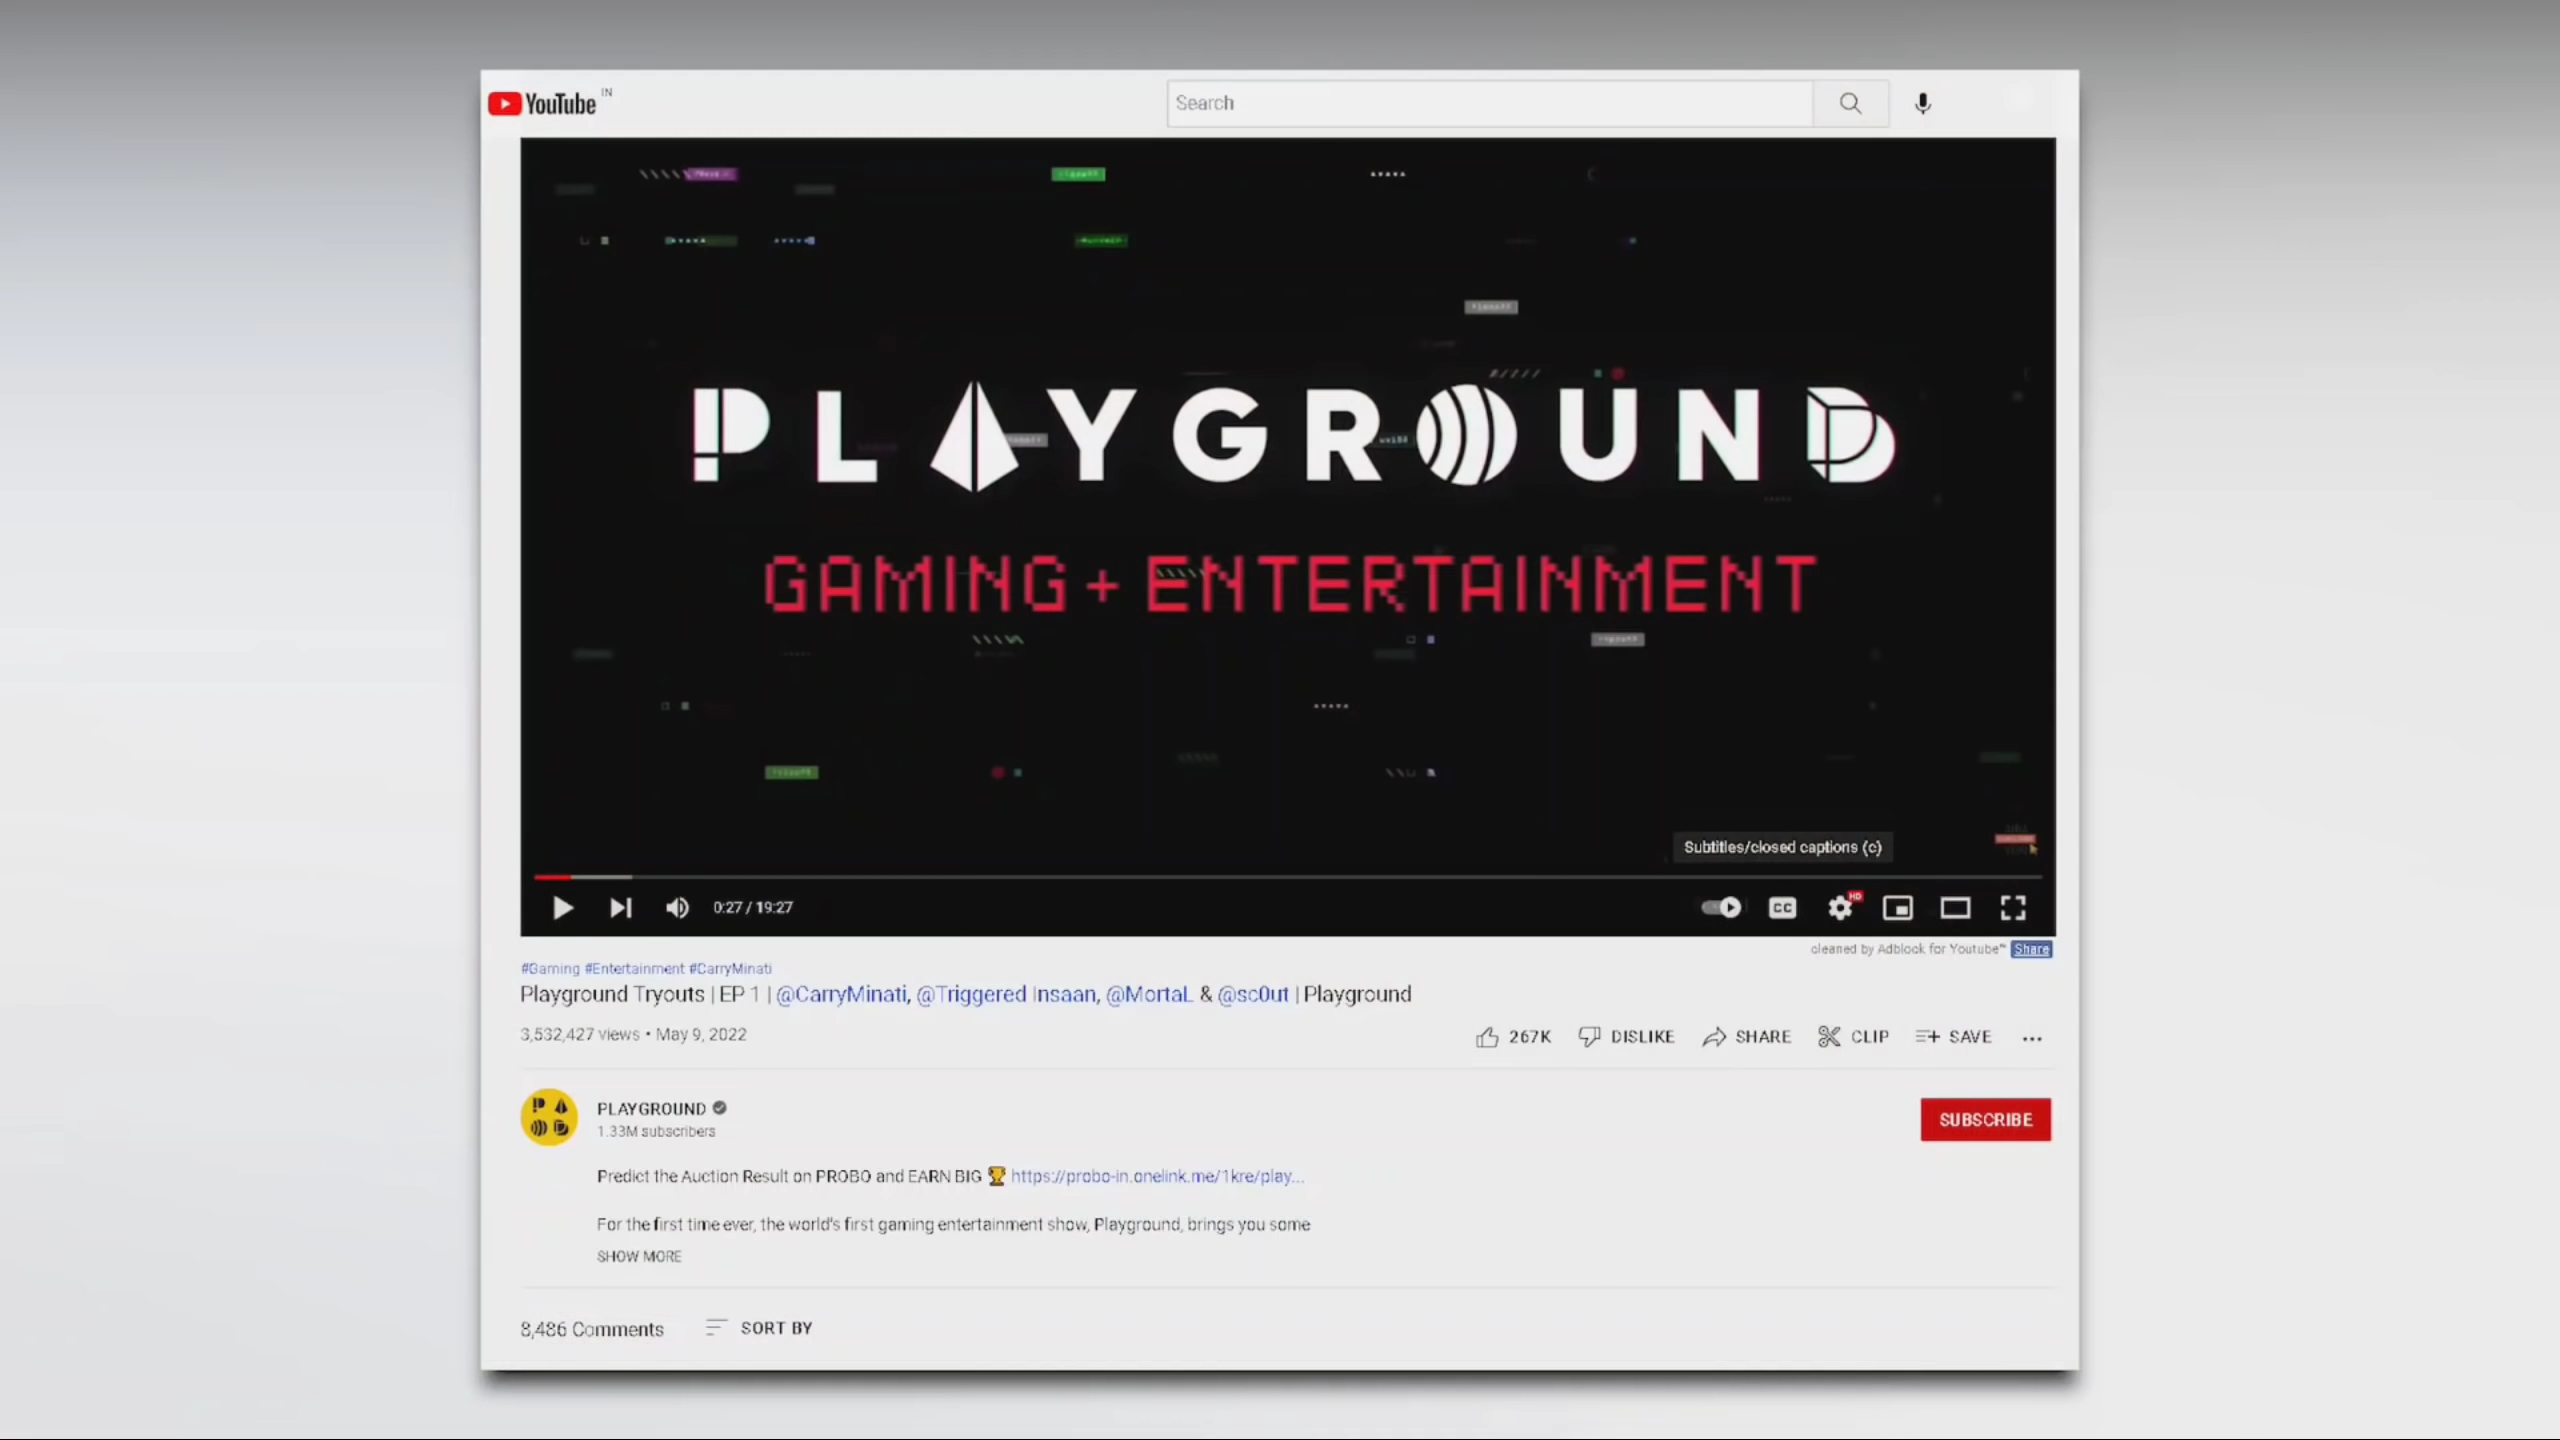 YouTube IN
Search
PLAYGROUND
GAMING + ENTERTAINMENT
Subtitles/closed captions (c)
0:27 / 19:27
CC
HD
cleaned by Adblock for Youtube™ Share
#Gaming #Entertainment #CarryMinati
Playground Tryouts | EP 1 | @CarryMinati, @Triggered Insaan, @MortaL & @sc0ut | Playground
3,532,427 views • May 9, 2022
267K DISLIKE SHARE CLIP SAVE ...
PLAYGROUND
1.33M subscribers
SUBSCRIBE
Predict the Auction Result on PROBO and EARN BIG 🏆 https://probo-in.onelink.me/1kre/play...
For the first time ever, the world's first gaming entertainment show, Playground, brings you some
SHOW MORE
8,486 Comments SORT BY